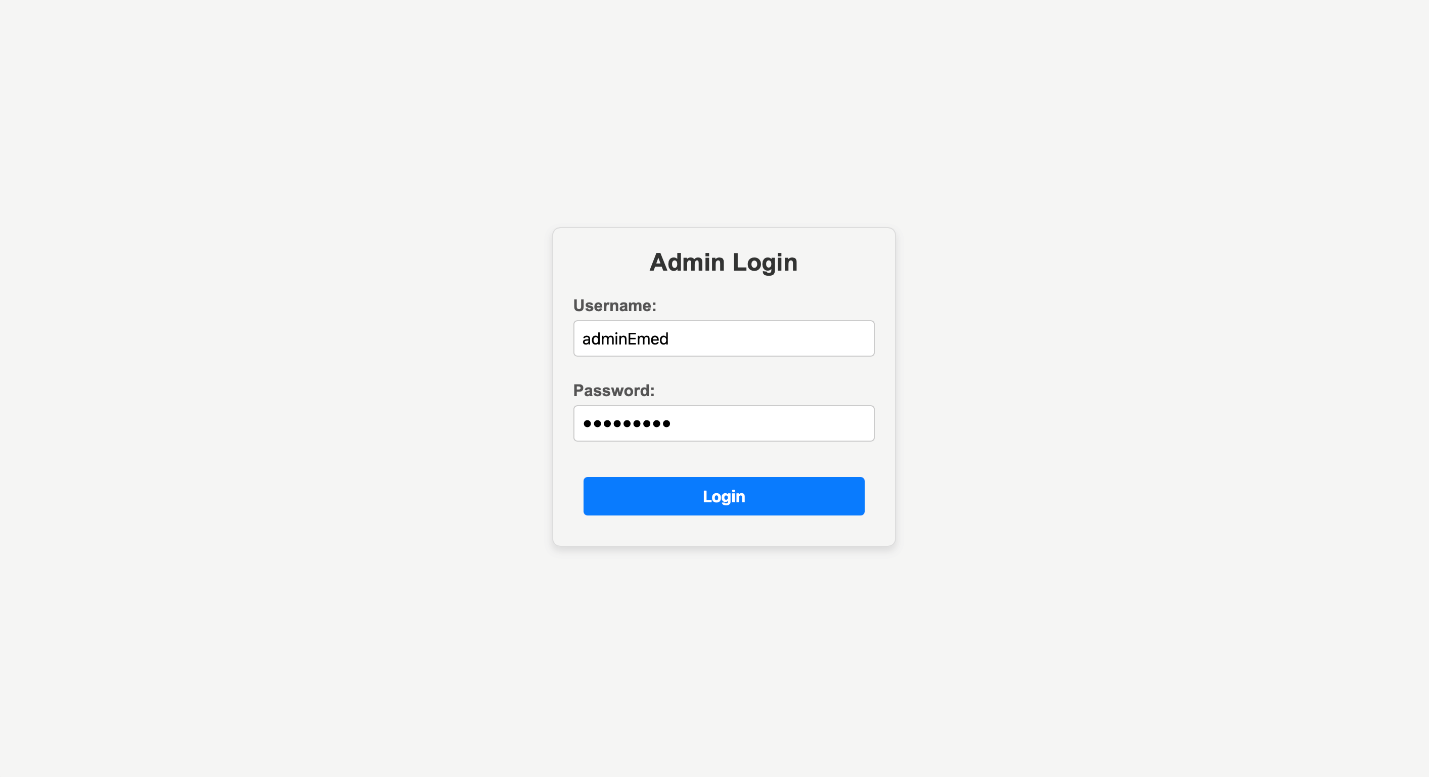 Admin Login
Username:
adminEmed
Password:
•••••••••
Login